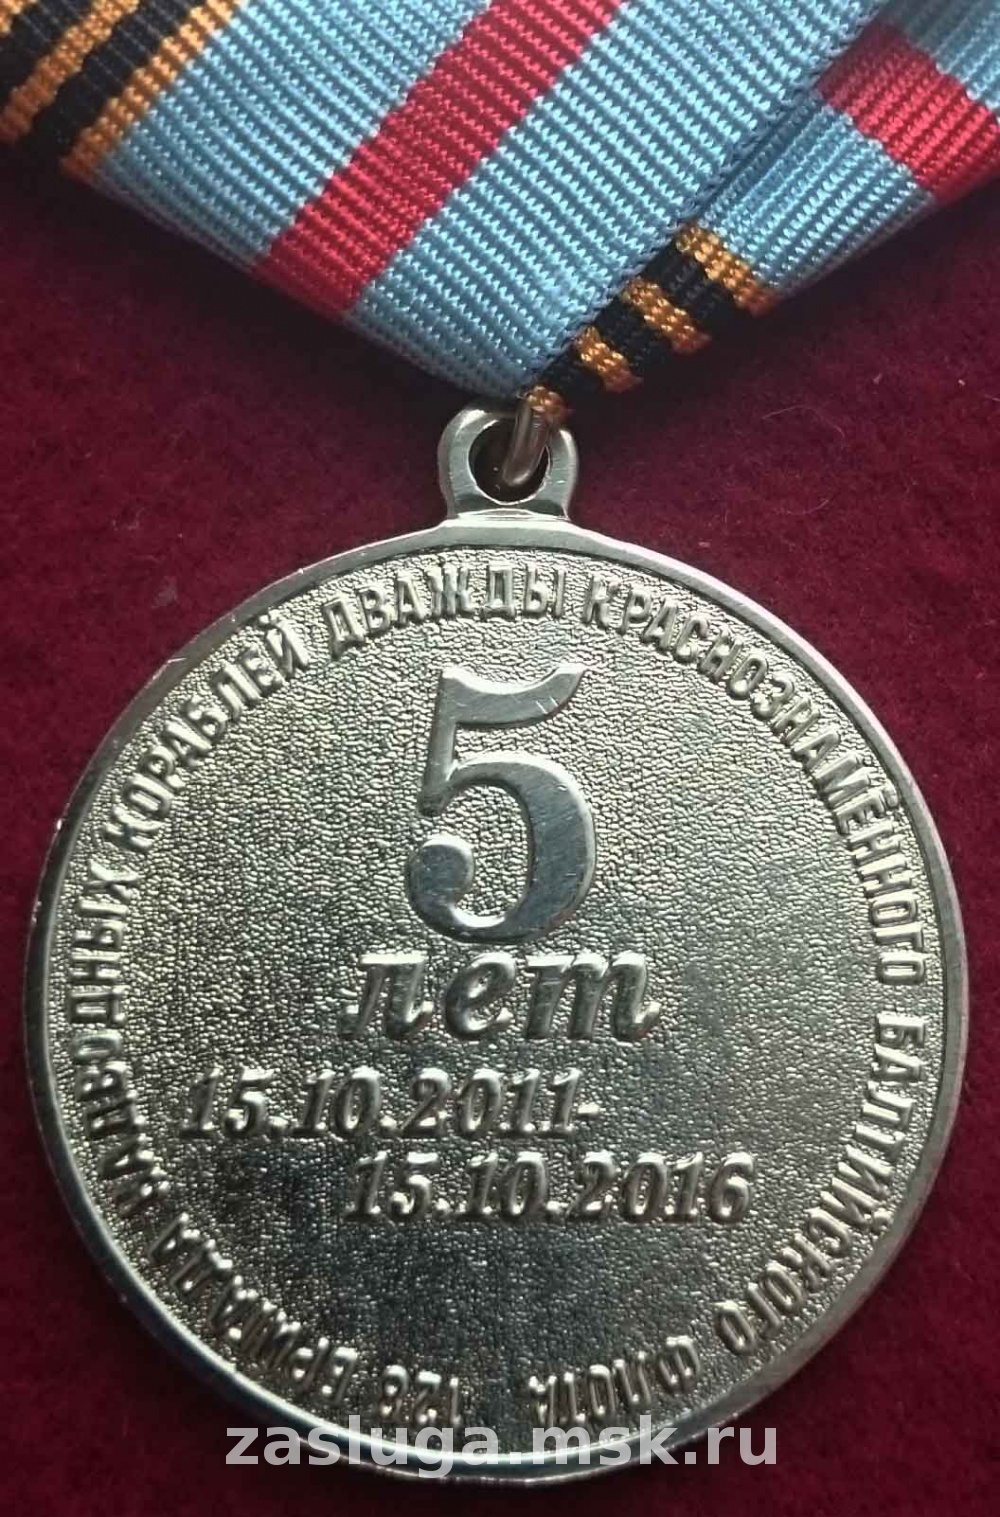 128 БРИГАДА НАДВОДНЫХ КОРАБЛЕЙ ДВАЖДЫ КРАСНОЗНАМЁННОГО БАЛТИЙСКОГО ФЛОТА
5
лет
15.10.2011-
15.10.2016
zasluga.msk.ru